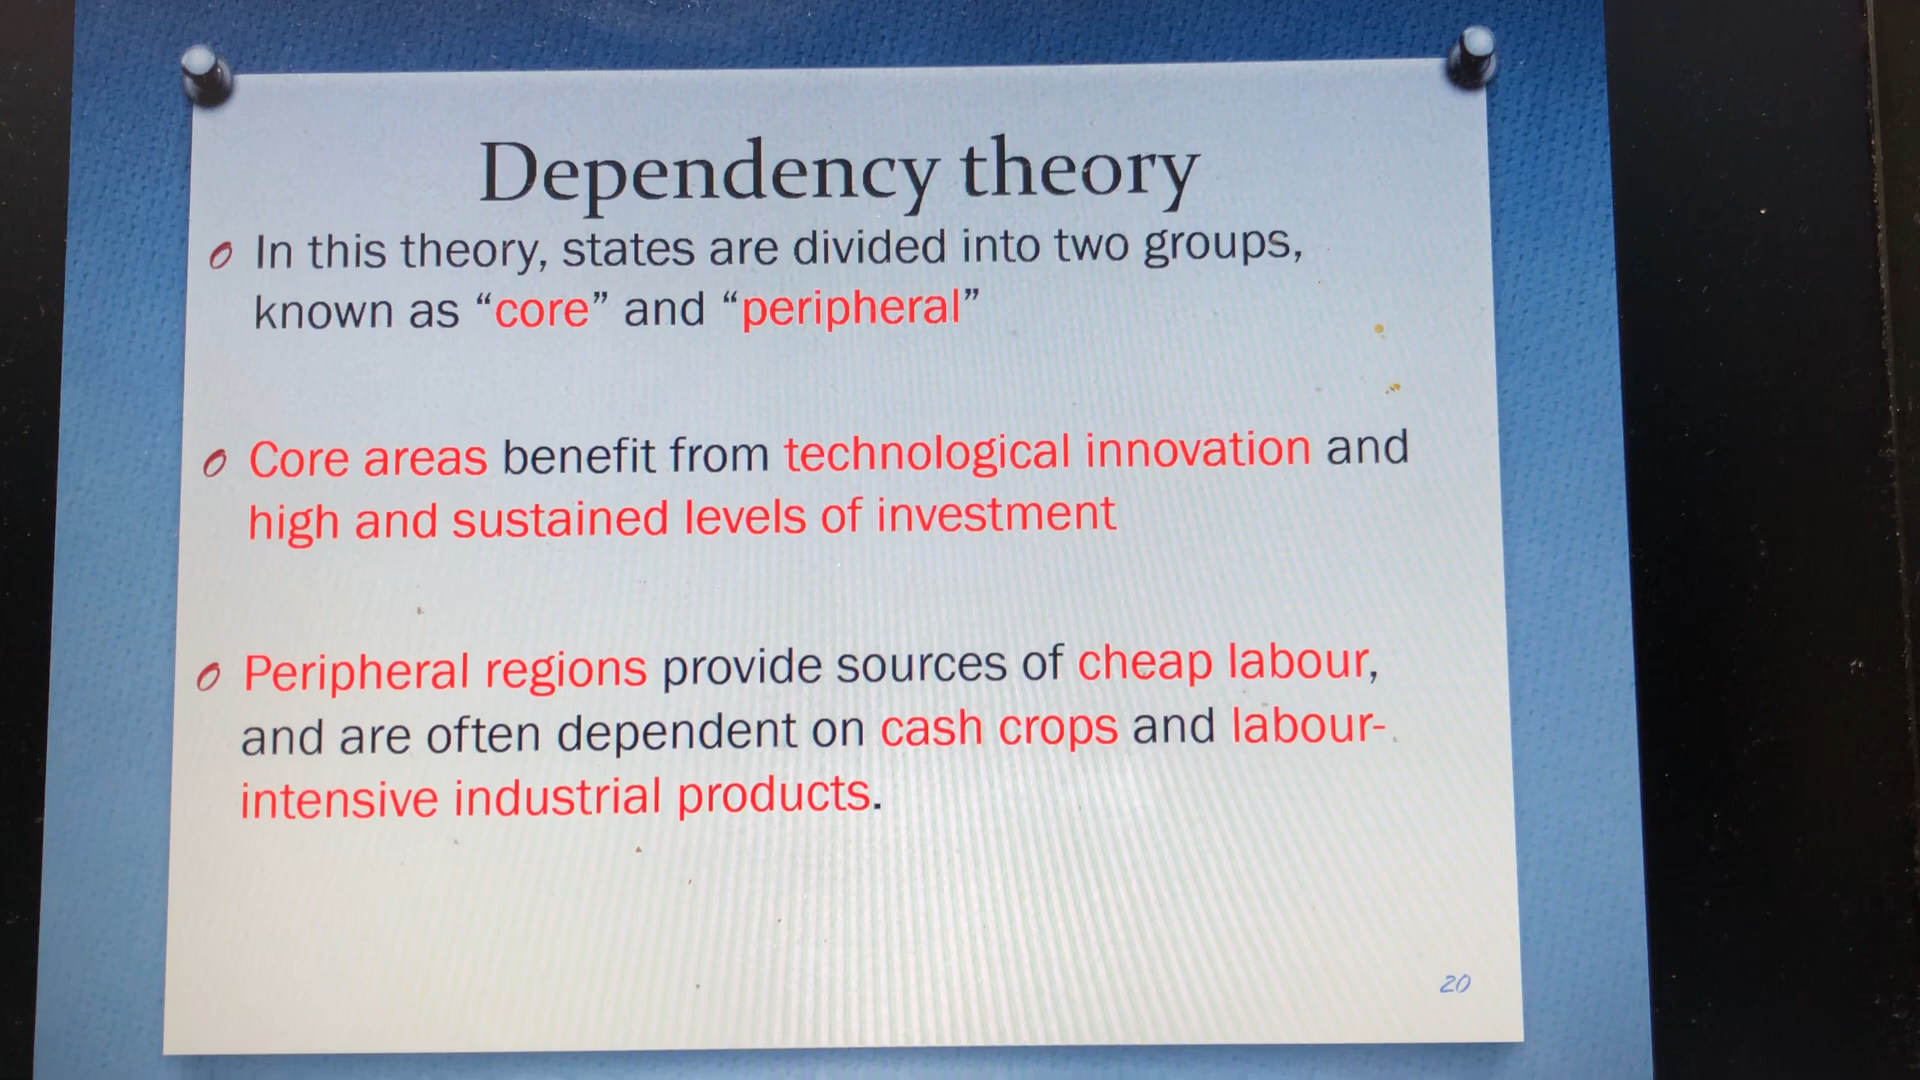 Dependency theory
In this theory, states are divided into two groups,
known as “core” and “peripheral”
Core areas benefit from technological innovation and
high and sustained levels of investment
Peripheral regions provide sources of cheap labour,
and are often dependent on cash crops and labour-
intensive industrial products.
20